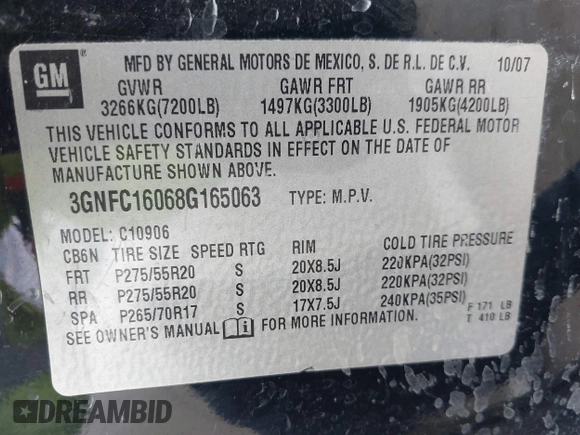 GM
MFD BY GENERAL MOTORS DE MEXICO, S. DE R.L. DE C.V. 10/07
GVWR GAWR FRT GAWR RR
3266KG(7200LB) 1497KG(3300LB) 1905KG(4200LB)
THIS VEHICLE CONFORMS TO ALL APPLICABLE U.S. FEDERAL MOTOR
VEHICLE SAFETY STANDARDS IN EFFECT ON THE DATE OF
MANUFACTURE SHOWN ABOVE.
3GNFC16068G165063 TYPE: M.P.V.
MODEL: C10906
CB6N TIRE SIZE SPEED RTG RIM COLD TIRE PRESSURE
FRT P275/55R20 S 20X8.5J 220KPA(32PSI)
RR P275/55R20 S 20X8.5J 220KPA(32PSI)
SPA P265/70R17 S 17X7.5J 240KPA(35PSI)
SEE OWNER'S MANUAL FOR MORE INFORMATION
F 171 LB
T 410 LB
DREAMBID